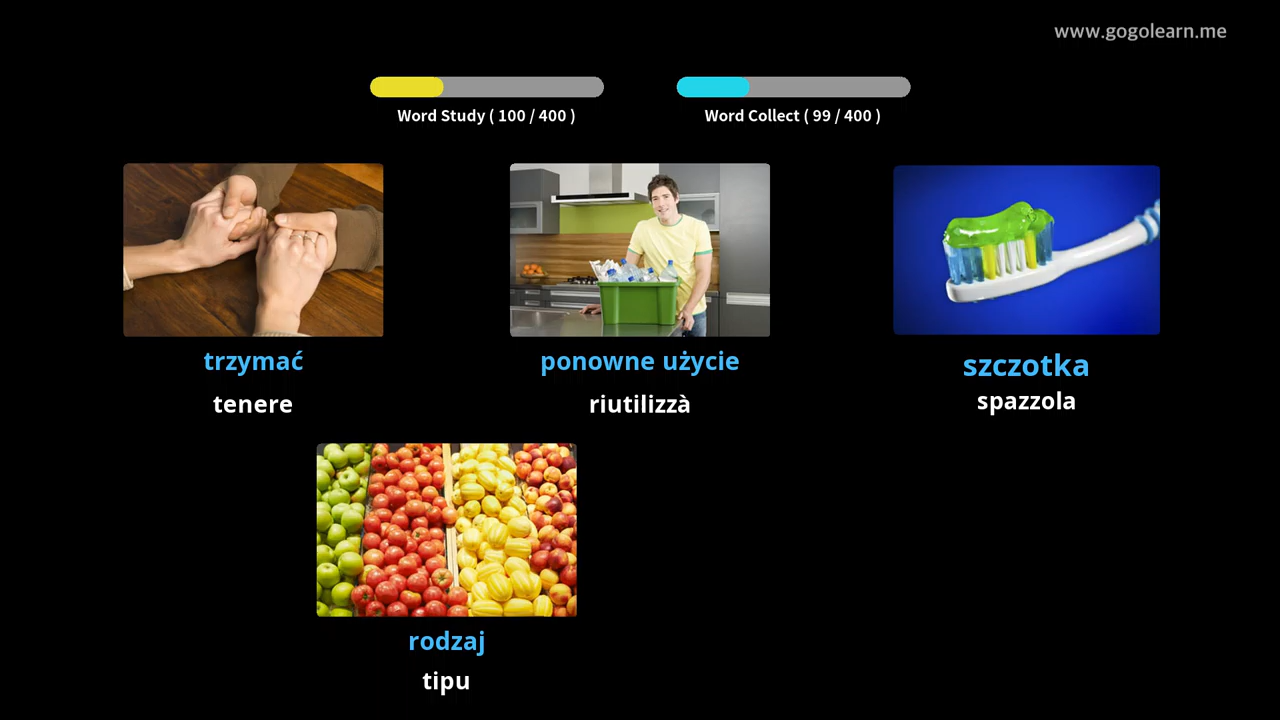 www.gogolearn.me
Word Study ( 100 / 400 )
Word Collect ( 99 / 400 )
trzymać
tenere
ponowne użycie
riutilizzà
szczotka
spazzola
rodzaj
tipu